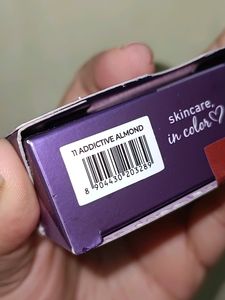 11 ADDICTIVE ALMOND
8 904430 203289
skincare,
in color